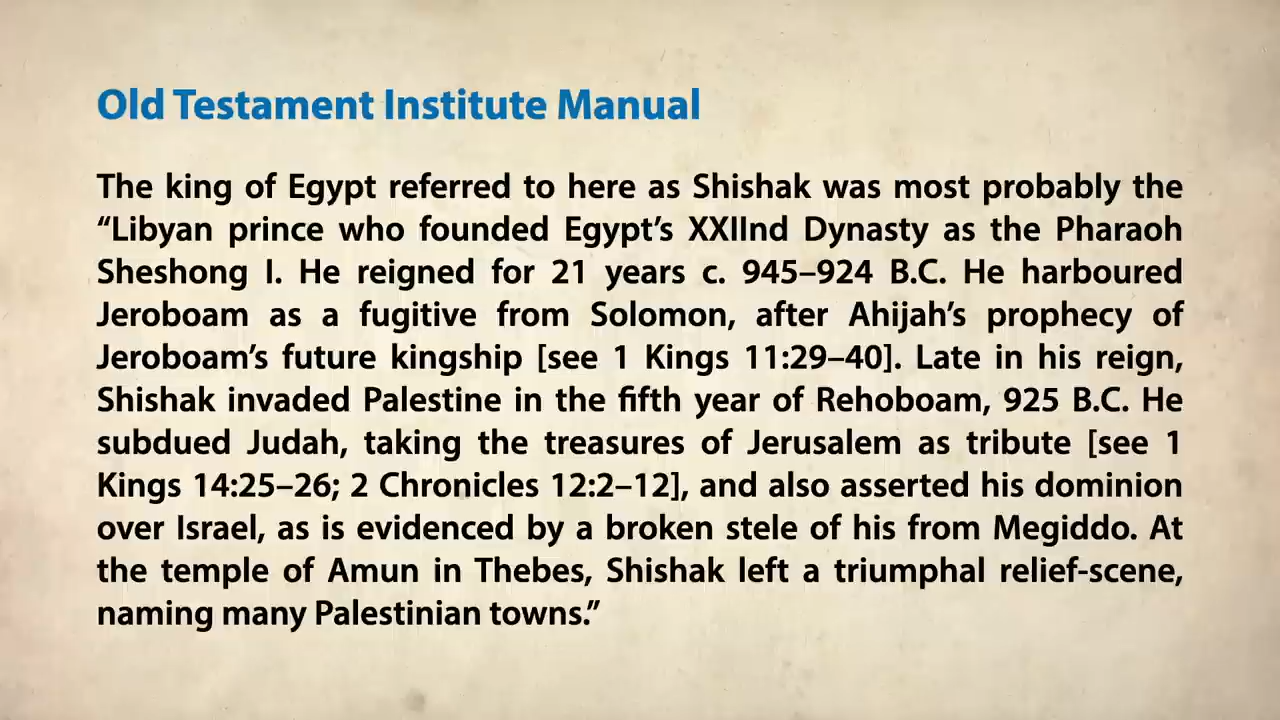 Old Testament Institute Manual
The king of Egypt referred to here as Shishak was most probably the
“Libyan prince who founded Egypt’s XXIInd Dynasty as the Pharaoh
Sheshong I. He reigned for 21 years c. 945–924 B.C. He harboured
Jeroboam as a fugitive from Solomon, after Ahijah’s prophecy of
Jeroboam’s future kingship [see 1 Kings 11:29–40]. Late in his reign,
Shishak invaded Palestine in the fifth year of Rehoboam, 925 B.C. He
subdued Judah, taking the treasures of Jerusalem as tribute [see 1
Kings 14:25–26; 2 Chronicles 12:2–12], and also asserted his dominion
over Israel, as is evidenced by a broken stele of his from Megiddo. At
the temple of Amun in Thebes, Shishak left a triumphal relief-scene,
naming many Palestinian towns.”